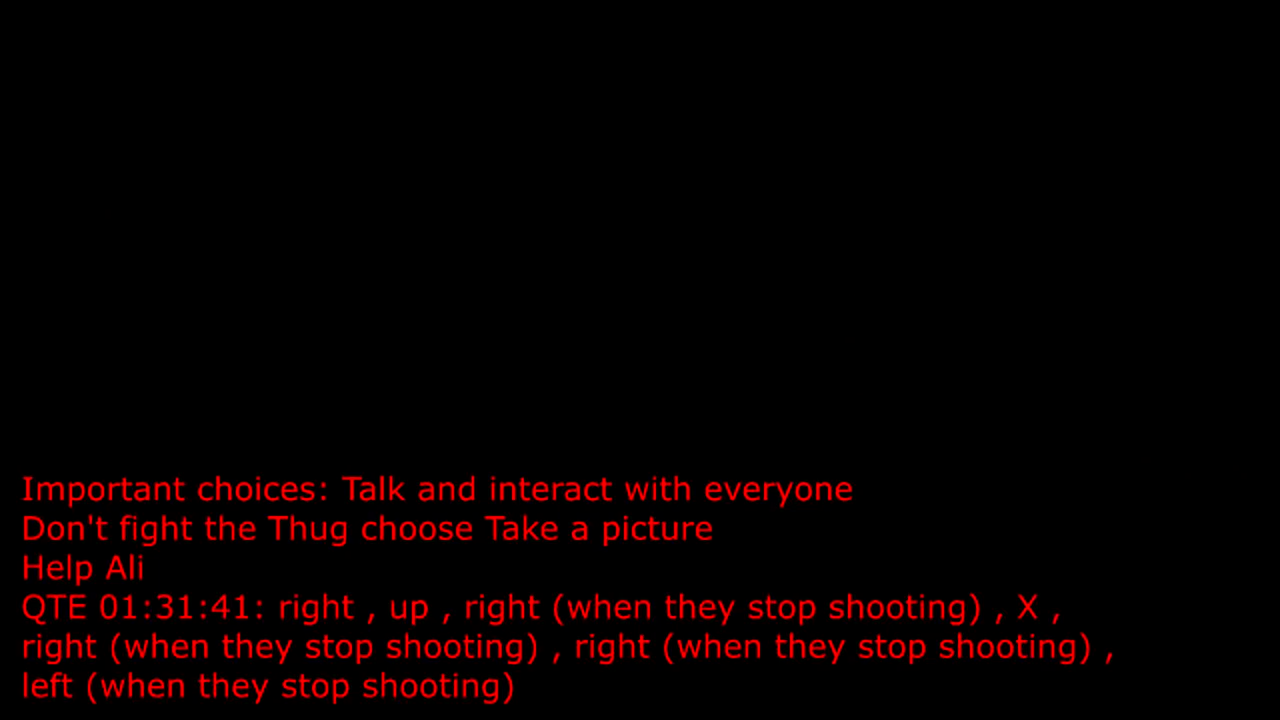 Important choices: Talk and interact with everyone
Don't fight the Thug choose Take a picture
Help Ali
QTE 01:31:41: right , up , right (when they stop shooting) , X ,
right (when they stop shooting) , right (when they stop shooting) ,
left (when they stop shooting)